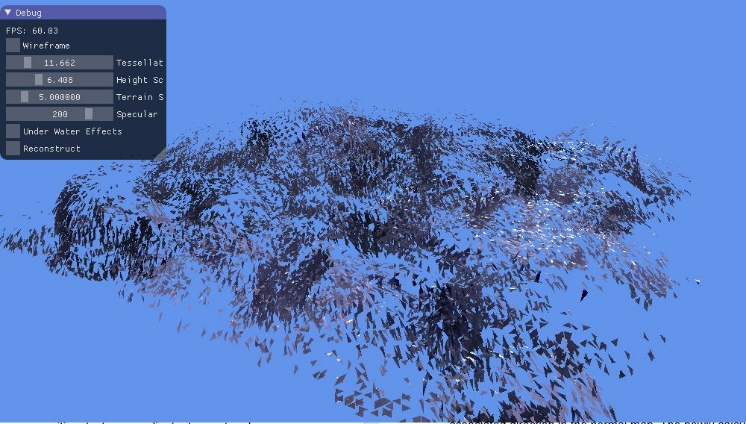 Debug
FPS: 60.03
Wireframe
11.662 Tessellat
6.408 Height Sc
5.000000 Terrain S
200 Specular
Under Water Effects
Reconstruct